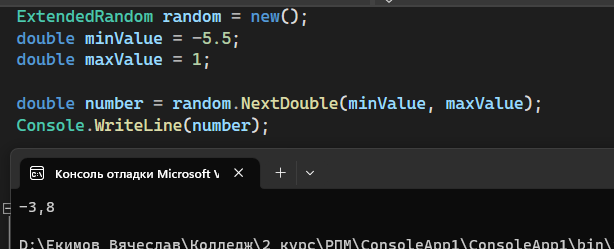 ExtendedRandom random = new();
double minValue = -5.5;
double maxValue = 1;
double number = random.NextDouble(minValue, maxValue);
Console.WriteLine(number);
Консоль отладки Microsoft V
-3,8
D:\Екимов Вячеслав\Колледж\2 курс\РПМ\ConsoleApp1\ConsoleApp1\bin\